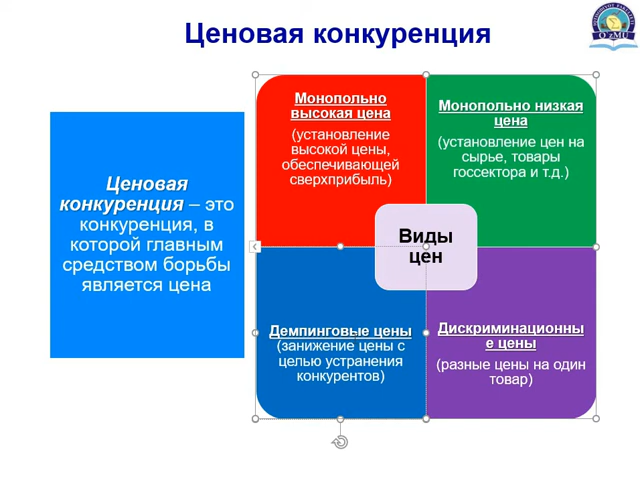 Ценовая конкуренция
O'zMU
Ценовая
конкуренция – это
конкуренция, в
которой главным
средством борьбы
является цена
Монопольно
высокая цена
(установление
высокой цены,
обеспечивающей
сверхприбыль)
Монопольно низкая
цена
(установление цен на
сырье, товары
госсектора и т.д.)
Виды
цен
Демпинговые цены
(занижение цены с
целью устранения
конкурентов)
Дискриминационны
е цены
(разные цены на один
товар)